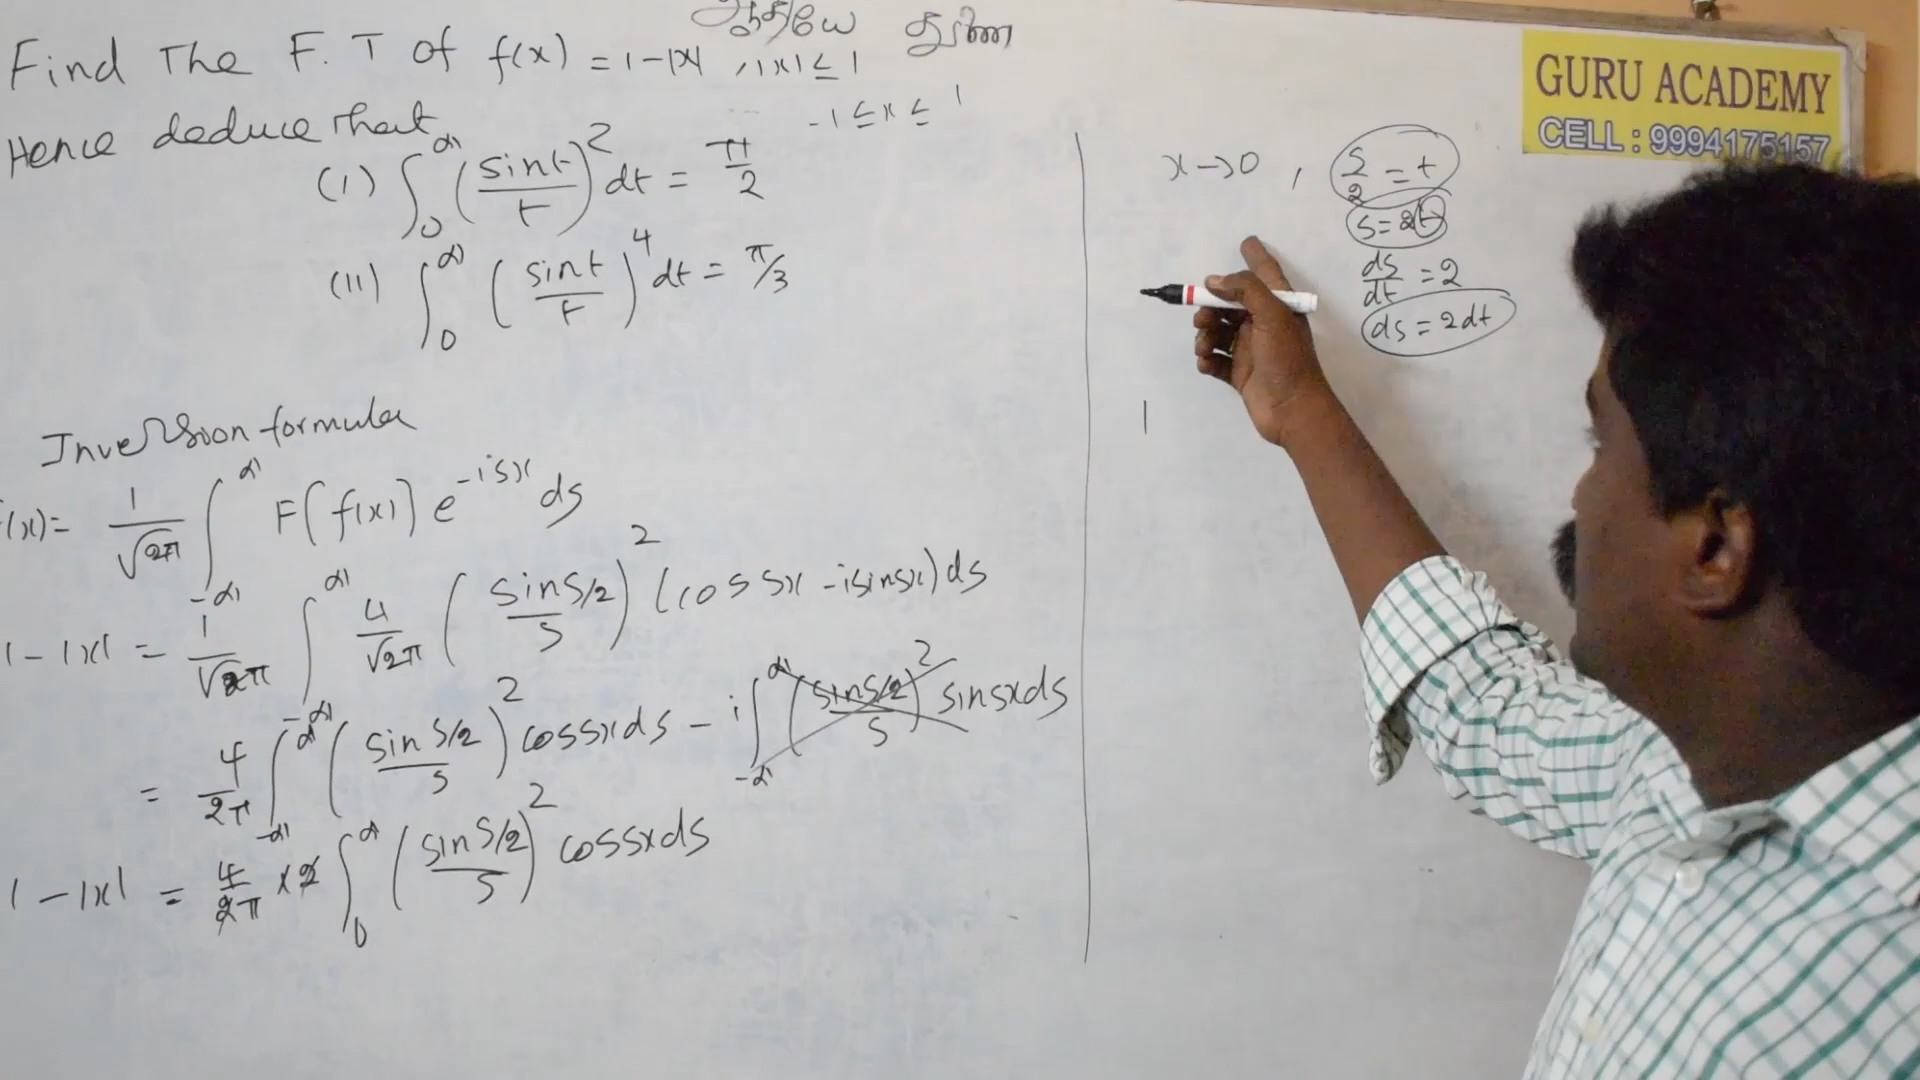 ஆதியே துணை
Find The F.T of f(x) = 1-|x| , |x| ≤ 1
-1 ≤ x ≤ 1
Hence deduce that
(I) ∫₀^∞ (sint/t)² dt = π/2
(II) ∫₀^∞ (sint/t)⁴ dt = π/3
Inversion formula
f(x) = 1/√2π ∫_-∞^∞ F(f(x)) e^-isx ds
1-|x| = 1/√2π ∫_-∞^∞ 4/√2π (sin s/2 / s)² (cos sx - i sin sx) ds
= 4/2π ∫_-∞^∞ (sin s/2 / s)² cos sx ds - i ∫_-∞^∞ (sin s/2 / s)² sin sx ds
1-|x| = 4/2π × 2 ∫₀^∞ (sin s/2 / s)² cos sx ds
x→0 , s/2 = t
s = 2t
ds/dt = 2
ds = 2dt
1
GURU ACADEMY
CELL : 9994175157